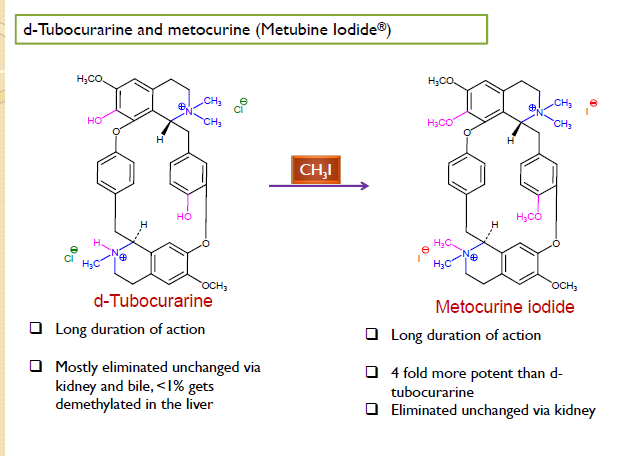 d-Tubocurarine and metocurine (Metubine Iodide®)
H₃CO
HO
O
⊕N
CH₃
CH₃
⊖
Cl
H
HO
H
H
⊖
Cl
H₃C
N⊕
O
OCH₃
d-Tubocurarine
CH₃I
H₃CO
H₃CO
O
⊕N
CH₃
CH₃
⊖
I
H
H₃CO
H
H₃C
⊖
I
H₃C
N⊕
O
OCH₃
Metocurine iodide
❑ Long duration of action
❑ Mostly eliminated unchanged via
kidney and bile, <1% gets
demethylated in the liver
❑ Long duration of action
❑ 4 fold more potent than d-
tubocurarine
❑ Eliminated unchanged via kidney